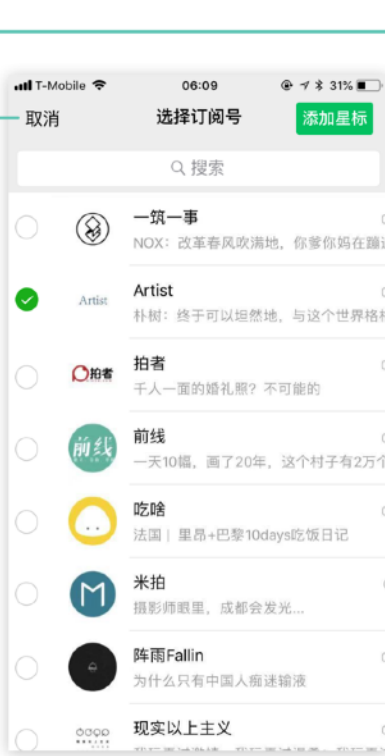 T-Mobile 06:09 31%
取消 选择订阅号 添加星标
搜索
一筑一事
NOX：改革春风吹满地，你爹你妈在蹦
Artist
Artist
朴树：终于可以坦然地，与这个世界格
拍者
拍者
千人一面的婚礼照？不可能的
前线
前线
一天10幅，画了20年，这个村子有2万个
吃啥
法国｜里昂+巴黎10days吃饭日记
M
米拍
摄影师眼里，成都会发光...
阵雨Fallin
为什么只有中国人痴迷输液
现实以上主义